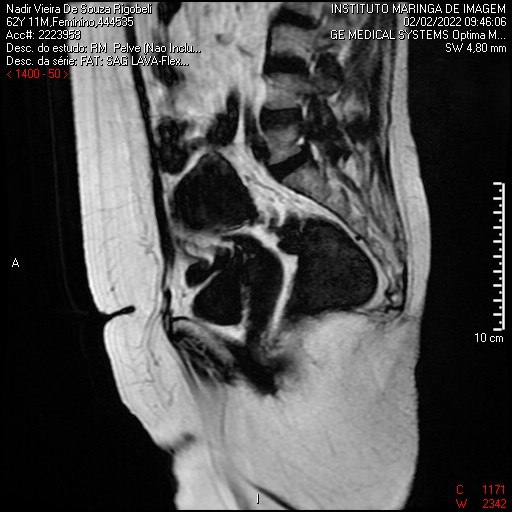 Nadir Vieira De Souza Rigobeli
62Y 11M,Feminino,444535
Acc#: 2223953
Desc. do estudo: RM Pelve (Nao Inclu...
Desc. da série: FAT: SAG LAVA-Flex...
< 1400 - 50 >
INSTITUTO MARINGA DE IMAGEM
02/02/2022 09:46:06
GE MEDICAL SYSTEMS Optima M...
SW 4,80 mm
A
10 cm
I
C 1171
W 2342